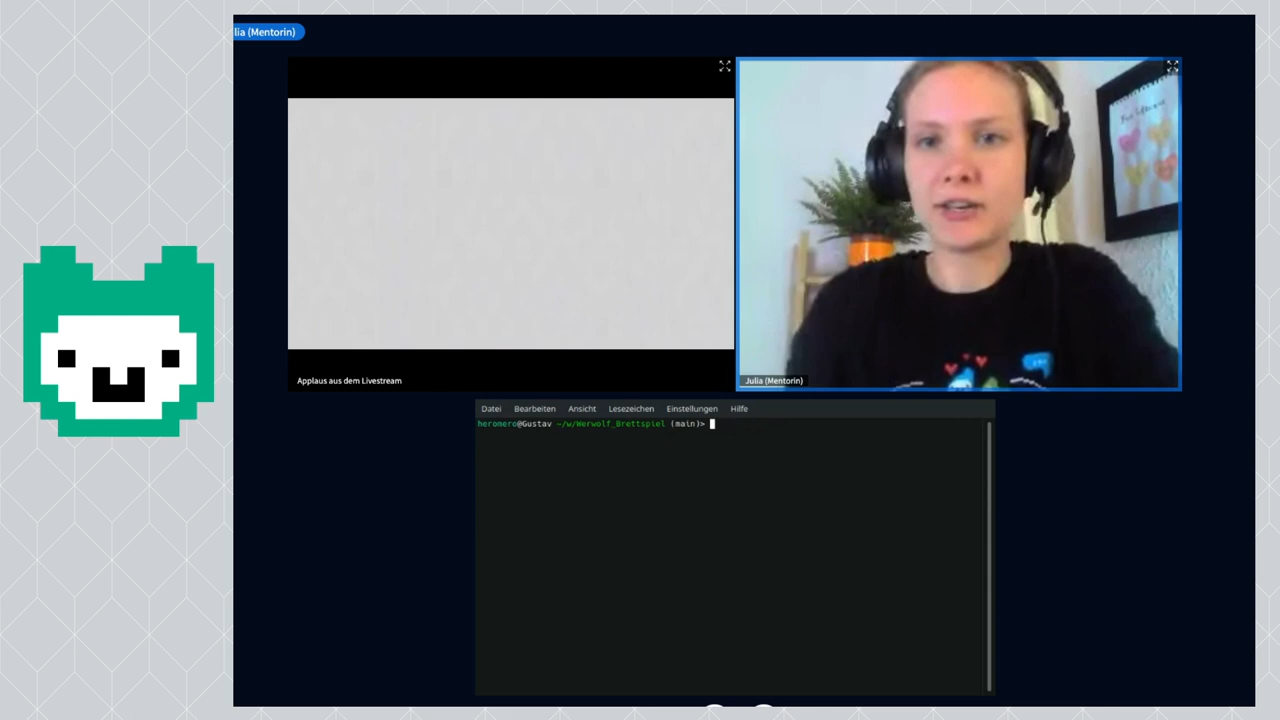 lia (Mentorin)
Applaus aus dem Livestream
Julia (Mentorin)
Datei Bearbeiten Ansicht Lesezeichen Einstellungen Hilfe
heromero@Gustav ~/w/Werwolf_Brettspiel (main)>